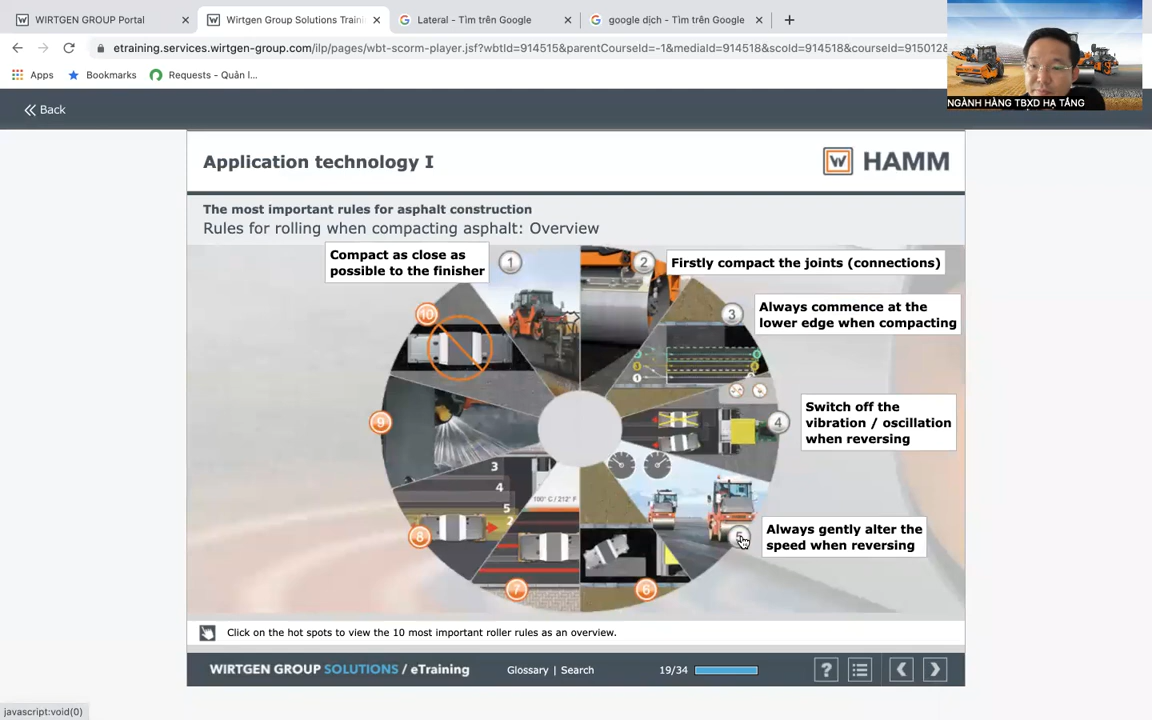 WIRTGEN GROUP Portal
Wirtgen Group Solutions Traini
Lateral - Tìm trên Google
google dịch - Tìm trên Google
etraining.services.wirtgen-group.com/ilp/pages/wbt-scorm-player.jsf?wbtId=914515&parentCourseId=-1&mediaId=914518&scoId=914518&courseId=915012&
Apps
Bookmarks
Requests - Quản l...
NGÀNH HÀNG TBXD HẠ TẦNG
Back
Application technology I
W HAMM
The most important rules for asphalt construction
Rules for rolling when compacting asphalt: Overview
Compact as close as
possible to the finisher
1
2
Firstly compact the joints (connections)
3
Always commence at the
lower edge when compacting
4
Switch off the
vibration / oscillation
when reversing
5
Always gently alter the
speed when reversing
6
7
8
9
10
3
4
5
2
100° C / 212° F
3
1
Click on the hot spots to view the 10 most important roller rules as an overview.
WIRTGEN GROUP SOLUTIONS / eTraining
Glossary | Search
19/34
?
javascript:void(0)